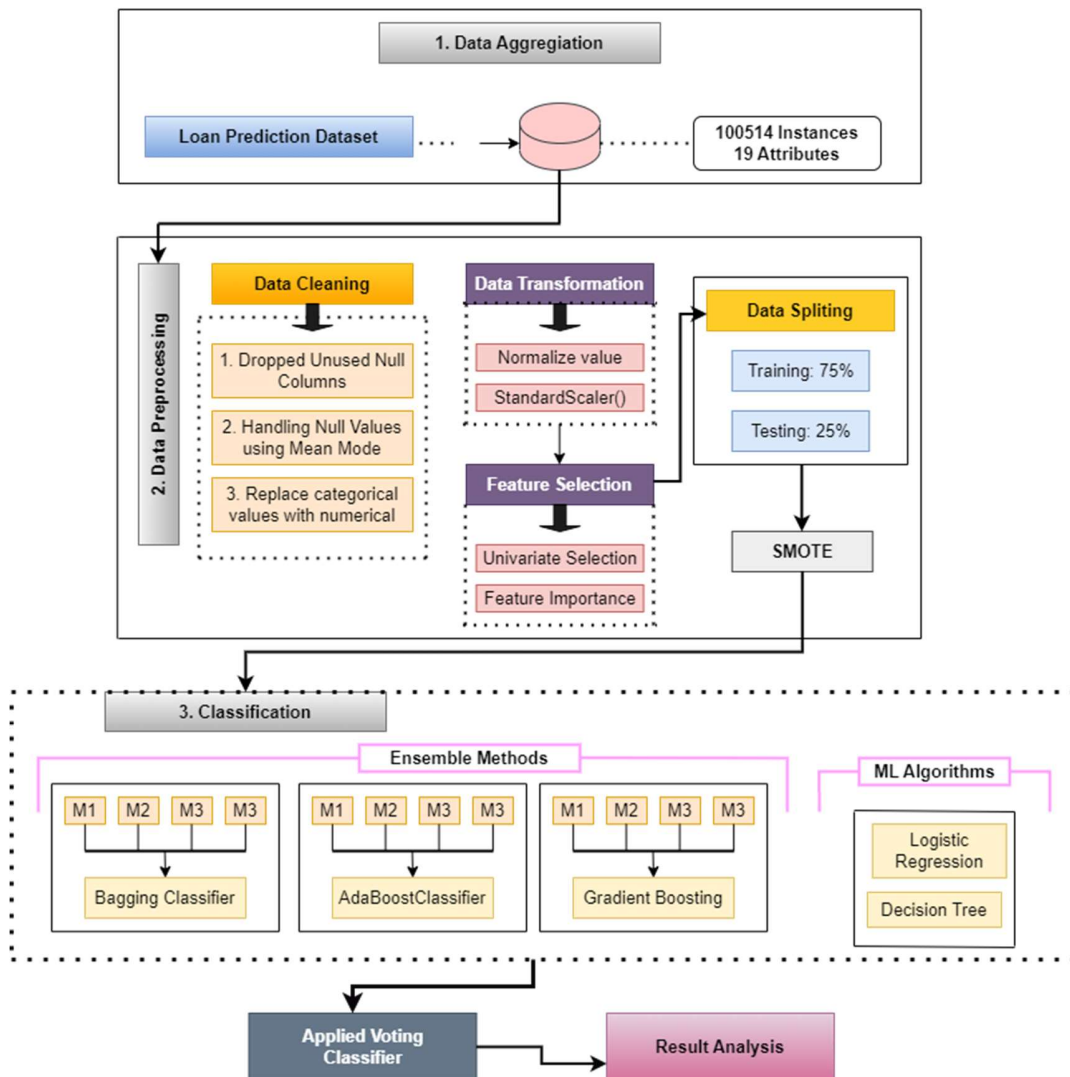 1. Data Aggregiation
Loan Prediction Dataset
100514 Instances
19 Attributes
2. Data Preprocessing
Data Cleaning
1. Dropped Unused Null
Columns
2. Handling Null Values
using Mean Mode
3. Replace categorical
values with numerical
Data Transformation
Normalize value
StandardScaler()
Feature Selection
Univariate Selection
Feature Importance
Data Spliting
Training: 75%
Testing: 25%
SMOTE
3. Classification
Ensemble Methods
M1 M2 M3 M3
Bagging Classifier
M1 M2 M3 M3
AdaBoostClassifier
M1 M2 M3 M3
Gradient Boosting
ML Algorithms
Logistic
Regression
Decision Tree
Applied Voting
Classifier
Result Analysis